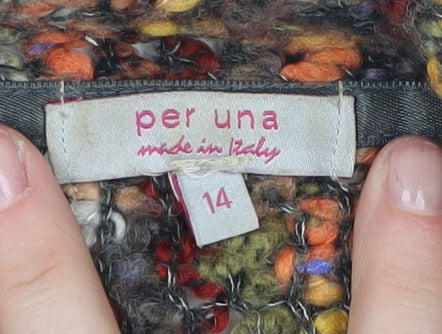 per una
made in Italy
14